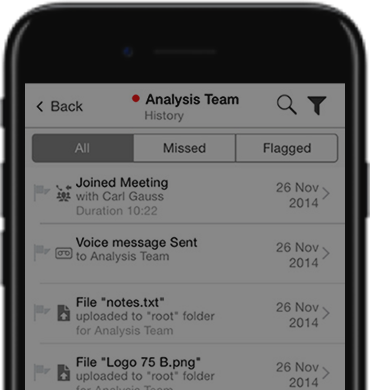 Back
Analysis Team
History
All
Missed
Flagged
Joined Meeting
with Carl Gauss
Duration 10:22
26 Nov
2014
Voice message Sent
to Analysis Team
26 Nov
2014
File "notes.txt"
uploaded to "root" folder
for Analysis Team
26 Nov
2014
File "Logo 75 B.png"
uploaded to "root" folder
for Analysis Team
26 Nov
2014